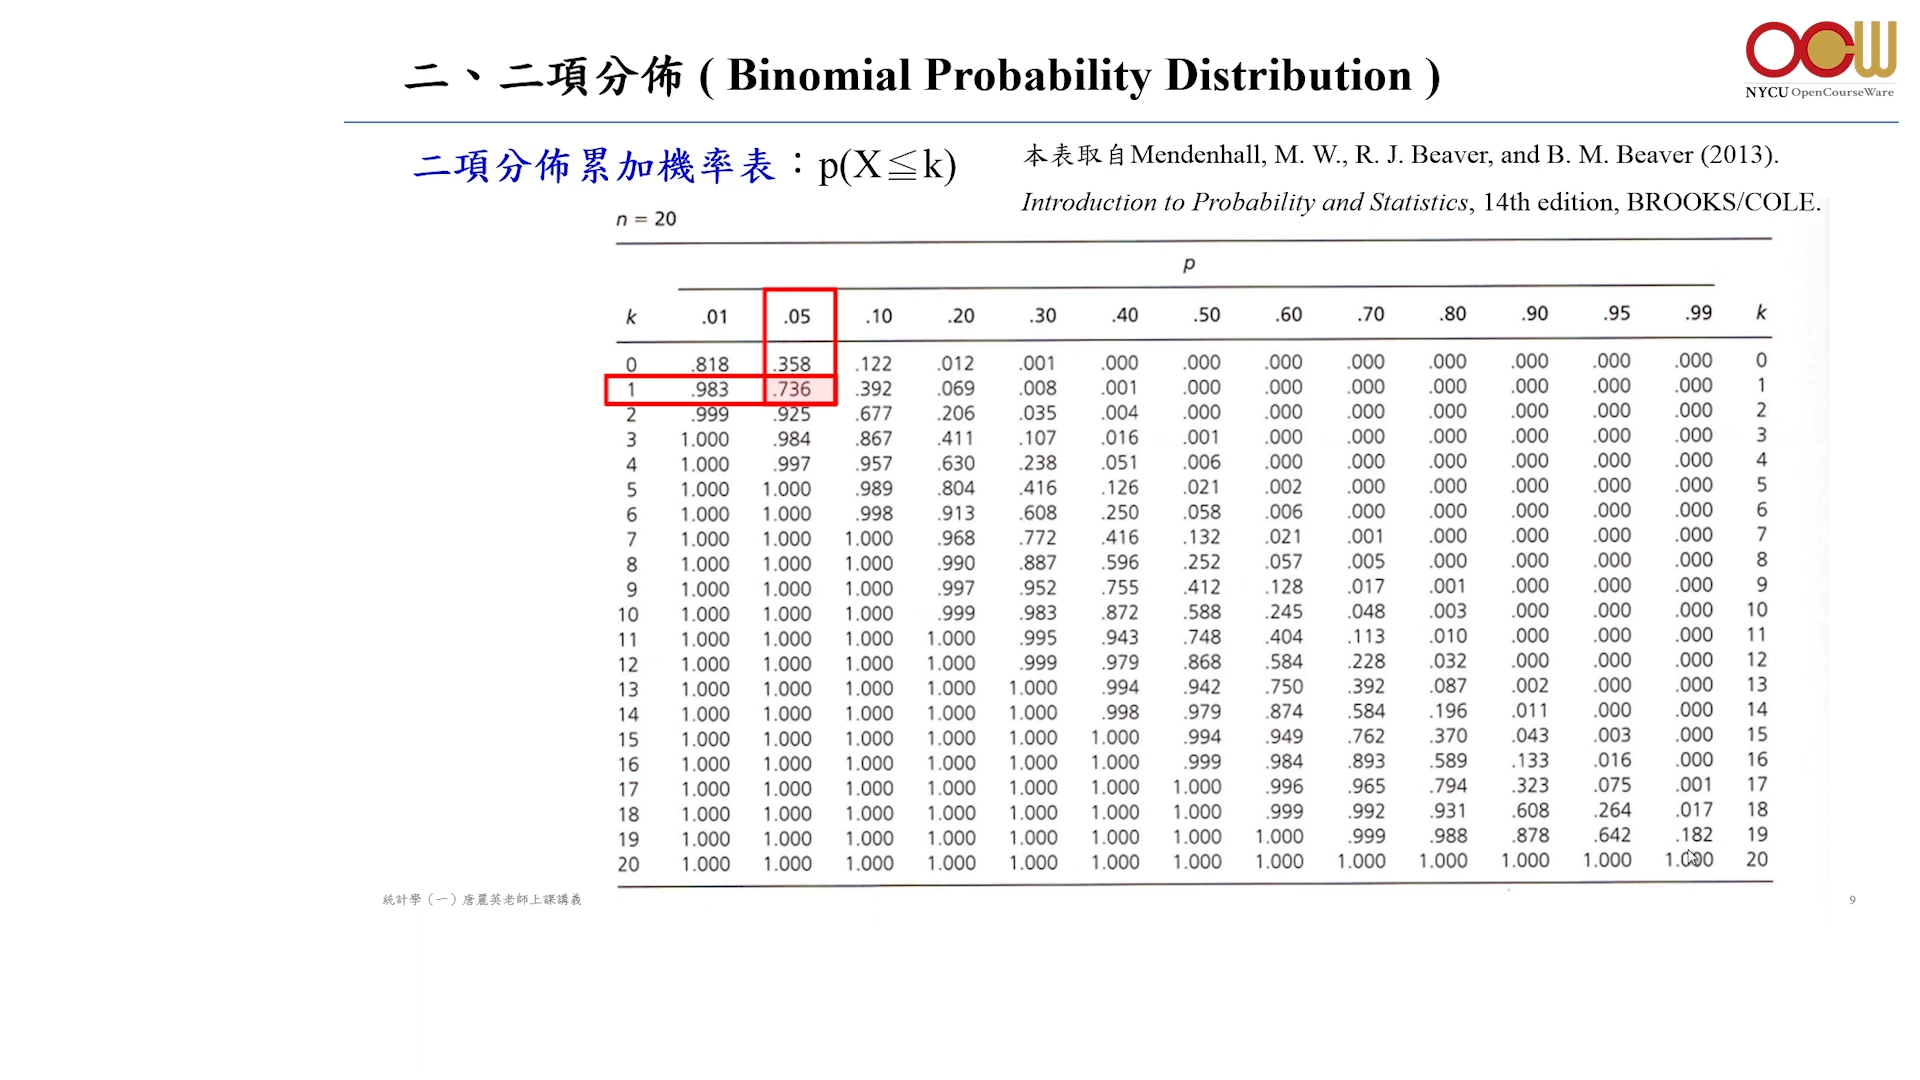 二、二項分佈 ( Binomial Probability Distribution )
OCW
NYCU OpenCourseWare
二項分佈累加機率表：p(X≦k)
本表取自Mendenhall, M. W., R. J. Beaver, and B. M. Beaver (2013).
Introduction to Probability and Statistics, 14th edition, BROOKS/COLE.
n = 20
p
k .01 .05 .10 .20 .30 .40 .50 .60 .70 .80 .90 .95 .99 k
0 .818 .358 .122 .012 .001 .000 .000 .000 .000 .000 .000 .000 .000 0
1 .983 .736 .392 .069 .008 .001 .000 .000 .000 .000 .000 .000 .000 1
2 .999 .925 .677 .206 .035 .004 .000 .000 .000 .000 .000 .000 .000 2
3 1.000 .984 .867 .411 .107 .016 .001 .000 .000 .000 .000 .000 .000 3
4 1.000 .997 .957 .630 .238 .051 .006 .000 .000 .000 .000 .000 .000 4
5 1.000 1.000 .989 .804 .416 .126 .021 .002 .000 .000 .000 .000 .000 5
6 1.000 1.000 .998 .913 .608 .250 .058 .006 .000 .000 .000 .000 .000 6
7 1.000 1.000 1.000 .968 .772 .416 .132 .021 .001 .000 .000 .000 .000 7
8 1.000 1.000 1.000 .990 .887 .596 .252 .057 .005 .000 .000 .000 .000 8
9 1.000 1.000 1.000 .997 .952 .755 .412 .128 .017 .001 .000 .000 .000 9
10 1.000 1.000 1.000 .999 .983 .872 .588 .245 .048 .003 .000 .000 .000 10
11 1.000 1.000 1.000 1.000 .995 .943 .748 .404 .113 .010 .000 .000 .000 11
12 1.000 1.000 1.000 1.000 .999 .979 .868 .584 .228 .032 .000 .000 .000 12
13 1.000 1.000 1.000 1.000 1.000 .994 .942 .750 .392 .087 .002 .000 .000 13
14 1.000 1.000 1.000 1.000 1.000 .998 .979 .874 .584 .196 .011 .000 .000 14
15 1.000 1.000 1.000 1.000 1.000 1.000 .994 .949 .762 .370 .043 .003 .000 15
16 1.000 1.000 1.000 1.000 1.000 1.000 .999 .984 .893 .589 .133 .016 .000 16
17 1.000 1.000 1.000 1.000 1.000 1.000 1.000 .996 .965 .794 .323 .075 .001 17
18 1.000 1.000 1.000 1.000 1.000 1.000 1.000 .999 .992 .931 .608 .264 .017 18
19 1.000 1.000 1.000 1.000 1.000 1.000 1.000 1.000 .999 .988 .878 .642 .182 19
20 1.000 1.000 1.000 1.000 1.000 1.000 1.000 1.000 1.000 1.000 1.000 1.000 1.000 20
統計學（一）唐麗英老師上課講義
9